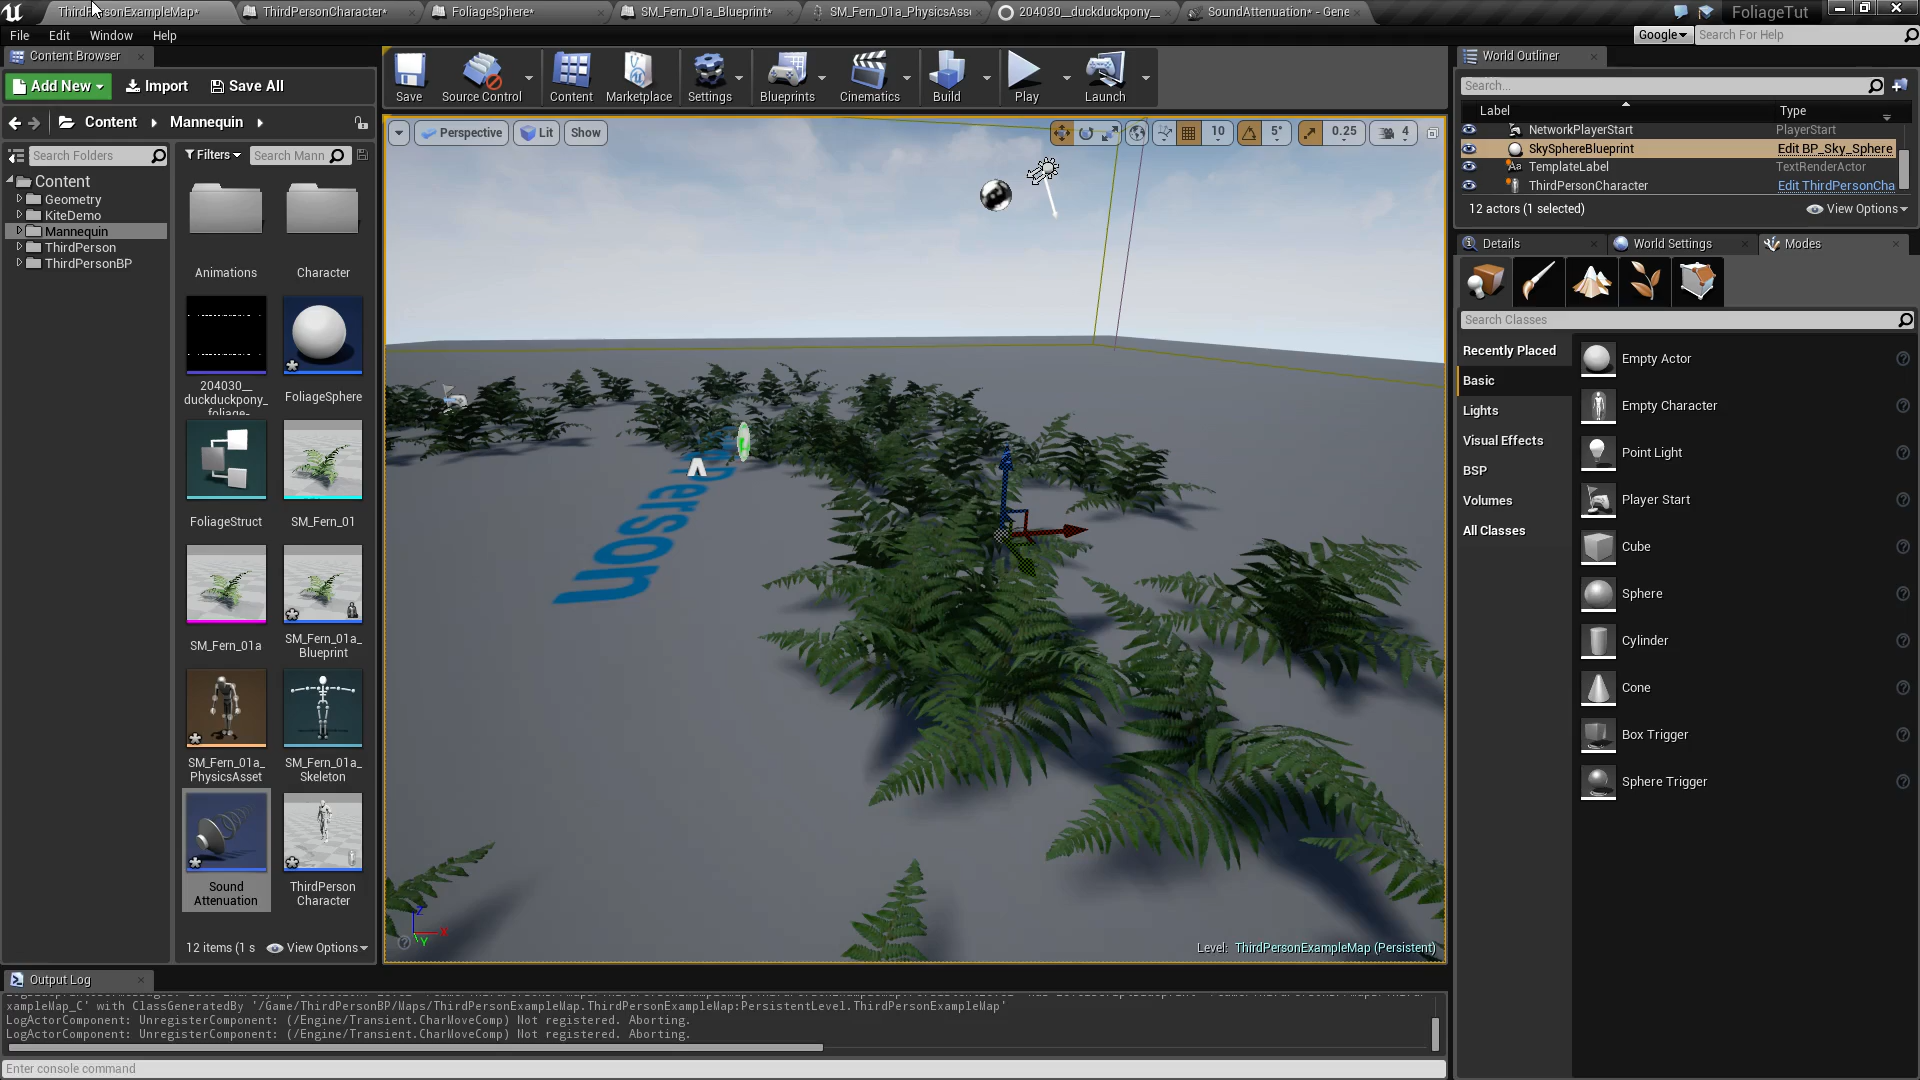 ThirdPersonExampleMap*
ThirdPersonCharacter*
FoliageSphere*
SM_Fern_01a_Blueprint*
SM_Fern_01a_PhysicsAss
204030__duckduckpony__
SoundAttenuation* - Gene
FoliageTut
File
Edit
Window
Help
Google
Search For Help
Content Browser
Add New
Import
Save All
Content
Mannequin
Search Folders
Filters
Search Mann
Content
Geometry
KiteDemo
Mannequin
ThirdPerson
ThirdPersonBP
Animations
Character
204030__
duckduckpony_
foliage-
FoliageSphere
FoliageStruct
SM_Fern_01
SM_Fern_01a
SM_Fern_01a_
Blueprint
SM_Fern_01a_
PhysicsAsset
SM_Fern_01a_
Skeleton
Sound
Attenuation
ThirdPerson
Character
12 items (1 s
View Options
Save
Source Control
Content
Marketplace
Settings
Blueprints
Cinematics
Build
Play
Launch
Perspective
Lit
Show
10
5°
0.25
4
person
Level: ThirdPersonExampleMap (Persistent)
World Outliner
Search...
Label
Type
NetworkPlayerStart
PlayerStart
SkySphereBlueprint
Edit BP_Sky_Sphere
TemplateLabel
TextRenderActor
ThirdPersonCharacter
Edit ThirdPersonCha
12 actors (1 selected)
View Options
Details
World Settings
Modes
Search Classes
Recently Placed
Basic
Lights
Visual Effects
BSP
Volumes
All Classes
Empty Actor
Empty Character
Point Light
Player Start
Cube
Sphere
Cylinder
Cone
Box Trigger
Sphere Trigger
Output Log
xampleMap_C' with ClassGeneratedBy '/Game/ThirdPersonBP/Maps/ThirdPersonExampleMap.ThirdPersonExampleMap:PersistentLevel.ThirdPersonExampleMap'
LogActorComponent: UnregisterComponent: (/Engine/Transient.CharMoveComp) Not registered. Aborting.
LogActorComponent: UnregisterComponent: (/Engine/Transient.CharMoveComp) Not registered. Aborting.
Enter console command